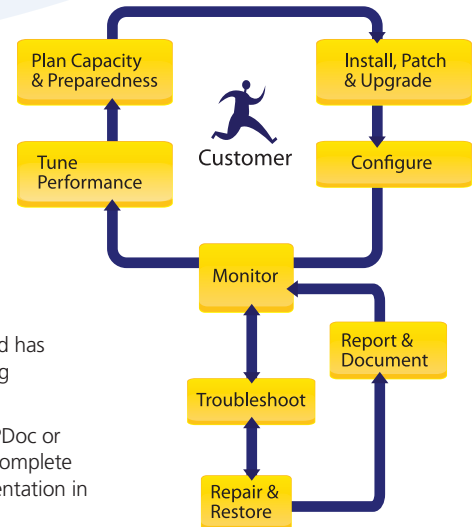 Plan Capacity
& Preparedness
Install, Patch
& Upgrade
Customer
Tune
Performance
Configure
Monitor
Report &
Document
Troubleshoot
Repair &
Restore
d has
g
PDoc or
omplete
entation in